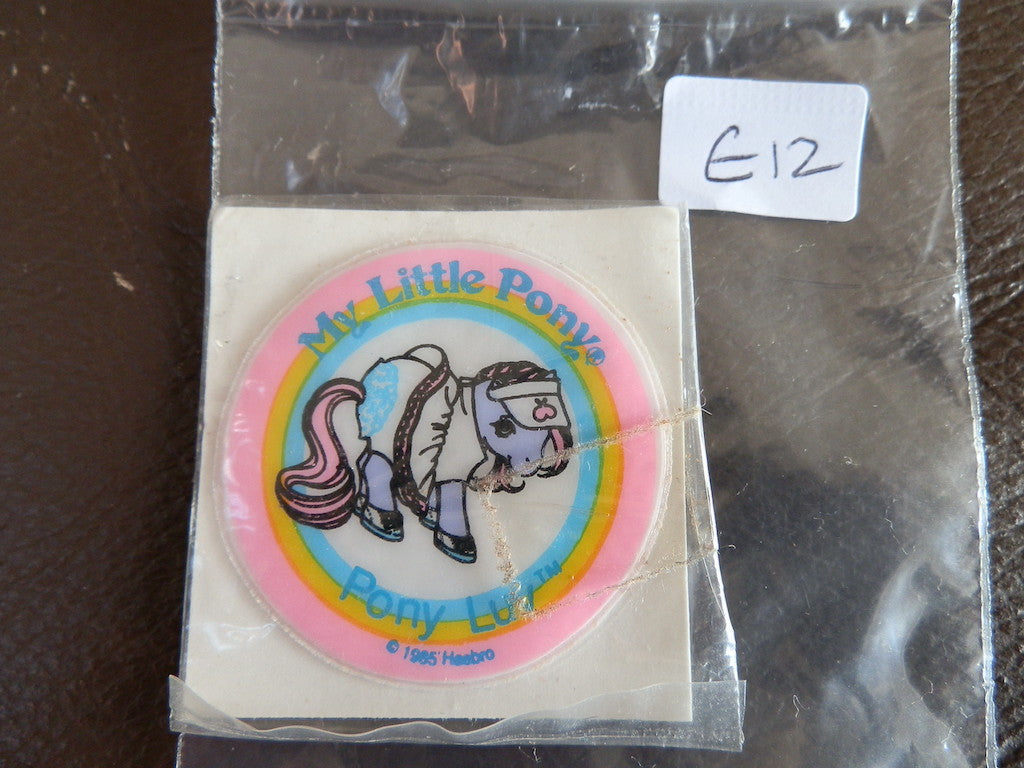 E12
My Little Pony®
Pony Luv™
© 1985 Hasbro